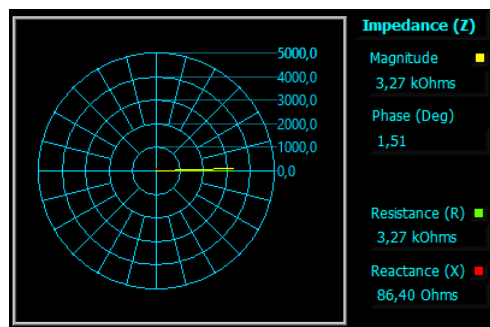 5000,0
4000,0
3000,0
2000,0
1000,0
0,0
Impedance (Z)
Magnitude
3,27 kOhms
Phase (Deg)
1,51
Resistance (R)
3,27 kOhms
Reactance (X)
86,40 Ohms